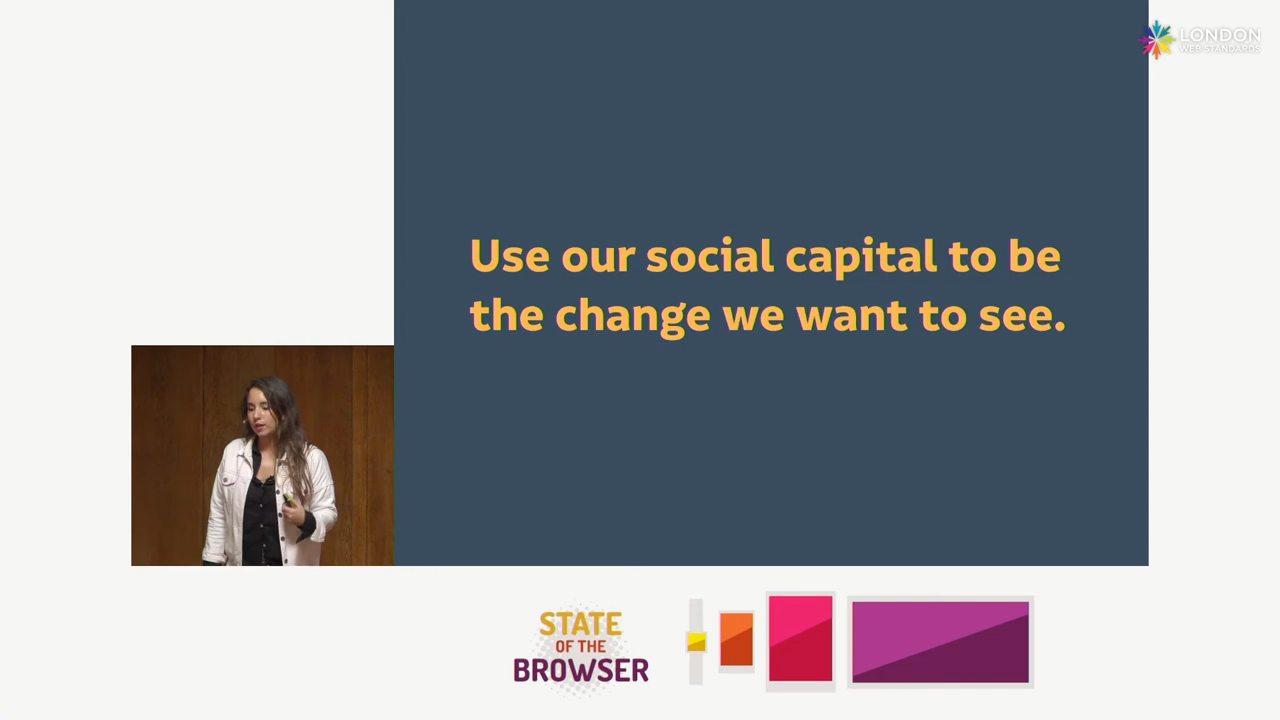 LONDON
WEB STANDARDS
Use our social capital to be
the change we want to see.
STATE
OF THE
BROWSER